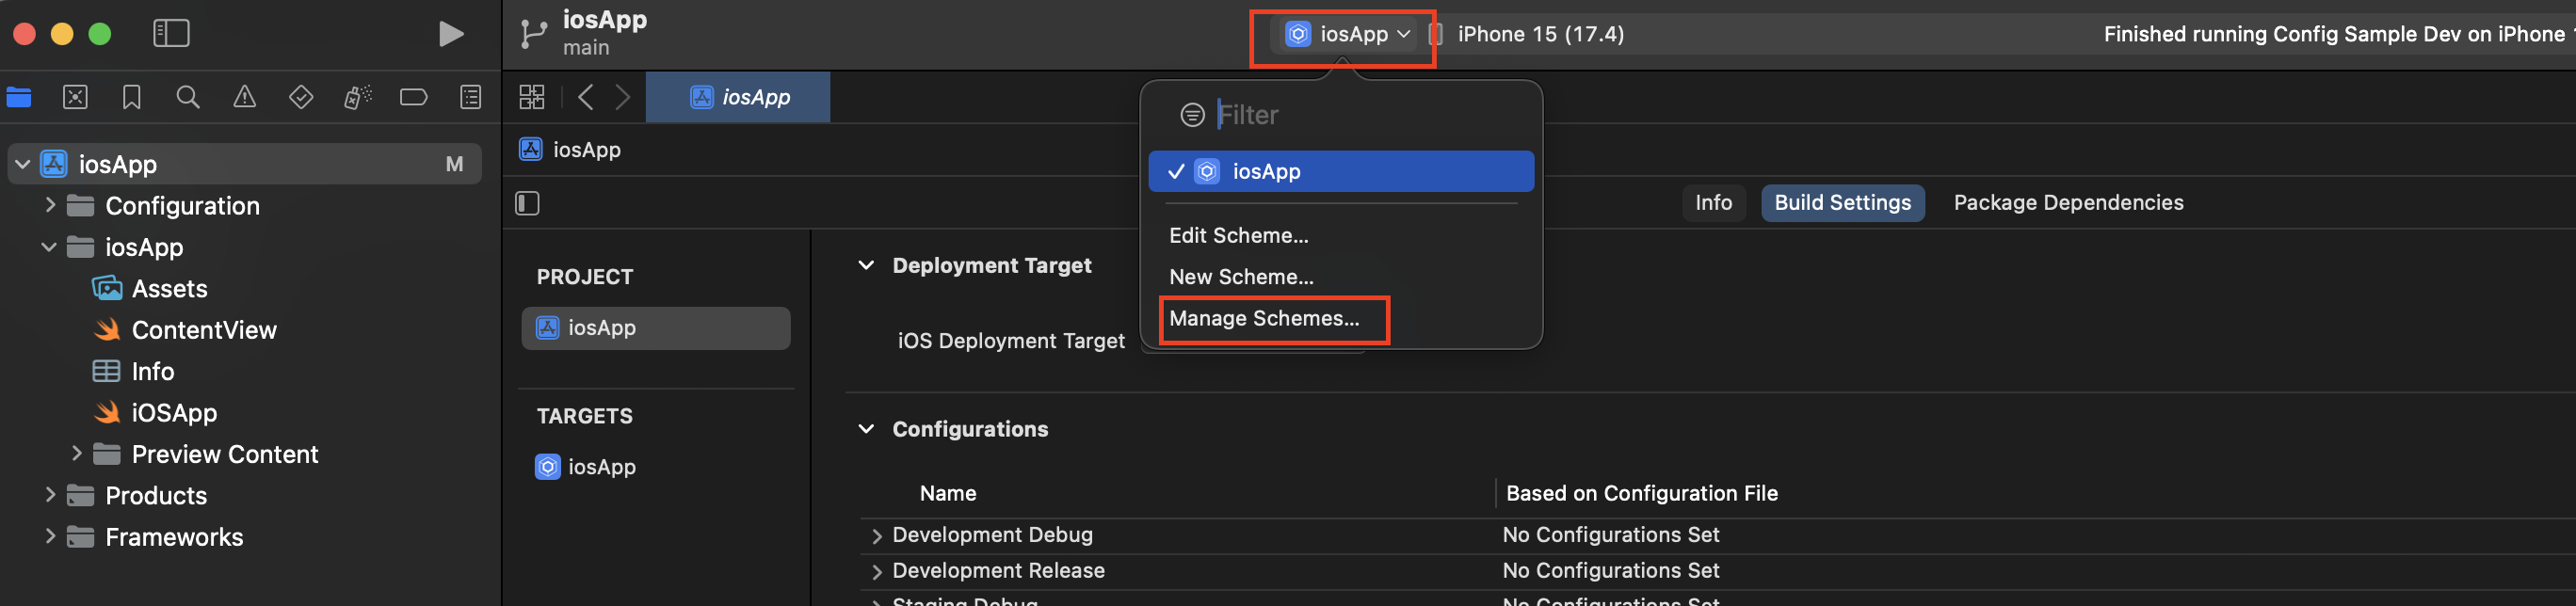 iosApp
main
iosApp
iPhone 15 (17.4)
Finished running Config Sample Dev on iPhone
iosApp
Filter
iosApp
Edit Scheme...
New Scheme...
Manage Schemes...
iosApp
M
Configuration
iosApp
Assets
ContentView
Info
iOSApp
Preview Content
Products
Frameworks
iosApp
Info
Build Settings
Package Dependencies
PROJECT
iosApp
TARGETS
iosApp
Deployment Target
iOS Deployment Target
Configurations
Name
Based on Configuration File
Development Debug
No Configurations Set
Development Release
No Configurations Set
Staging Debug
No Configurations Set